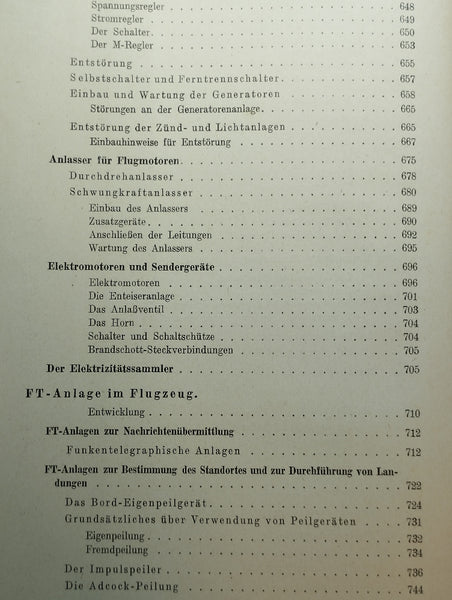 Spannungsregler . . . . . . . . . . . . . . . . 648
Stromregler . . . . . . . . . . . . . . . . 649
Der Schalter . . . . . . . . . . . . . . . . 650
Der M-Regler . . . . . . . . . . . . . . . . 653
Entstörung . . . . . . . . . . . . . . . . 655
Selbstschalter und Ferntrennschalter . . . . . . . . . . 657
Einbau und Wartung der Generatoren . . . . . . . . . . 658
Störungen an der Generatorenanlage . . . . . . . . . . 665
Entstörung der Zünd- und Lichtanlagen . . . . . . . . . . 665
Einbauhinweise für Entstörung . . . . . . . . . . 667
Anlasser für Flugmotoren . . . . . . . . . . . . . . 675
Durchdrehanlasser . . . . . . . . . . . . . . 678
Schwungkraftanlasser . . . . . . . . . . . . . . 680
Einbau des Anlassers . . . . . . . . . . . . . . 689
Zusatzgeräte . . . . . . . . . . . . . . 690
Anschließen der Leitungen . . . . . . . . . . . . . . 692
Wartung des Anlassers . . . . . . . . . . . . . . 695
Elektromotoren und Sendergeräte . . . . . . . . . . . . 696
Elektromotoren . . . . . . . . . . . . . . 696
Die Enteiseranlage . . . . . . . . . . . . . . 701
Das Anlaßventil . . . . . . . . . . . . . . 703
Das Horn . . . . . . . . . . . . . . 704
Schalter und Schaltschütze . . . . . . . . . . . . 704
Brandschott-Steckverbindungen . . . . . . . . . . . . 705
Der Elektrizitätssammler . . . . . . . . . . . . . . 705
FT-Anlage im Flugzeug.
Entwicklung . . . . . . . . . . . . . . 710
FT-Anlagen zur Nachrichtenübermittlung . . . . . . . . . . 712
Funkentelegraphische Anlagen . . . . . . . . . . 712
FT-Anlagen zur Bestimmung des Standortes und zur Durchführung von Lan-
dungen . . . . . . . . . . . . . . 722
Das Bord-Eigenpeilgerät . . . . . . . . . . . . 724
Grundsätzliches über Verwendung von Peilgeräten . . . . 731
Eigenpeilung . . . . . . . . . . . . . . 732
Fremdpeilung . . . . . . . . . . . . . . 734
Der Impulspeiler . . . . . . . . . . . . . . 736
Die Adcock-Peilung . . . . . . . . . . . . . . 744